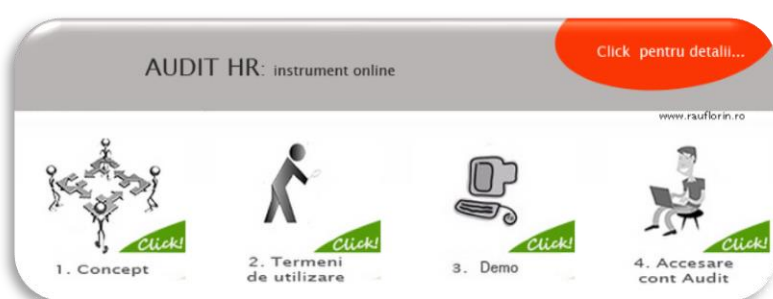 AUDIT HR: instrument online
Click pentru detalii...
www.rauflorin.ro
Click!
1. Concept
Click!
2. Termeni
de utilizare
Click!
3. Demo
Click!
4. Accesare
cont Audit